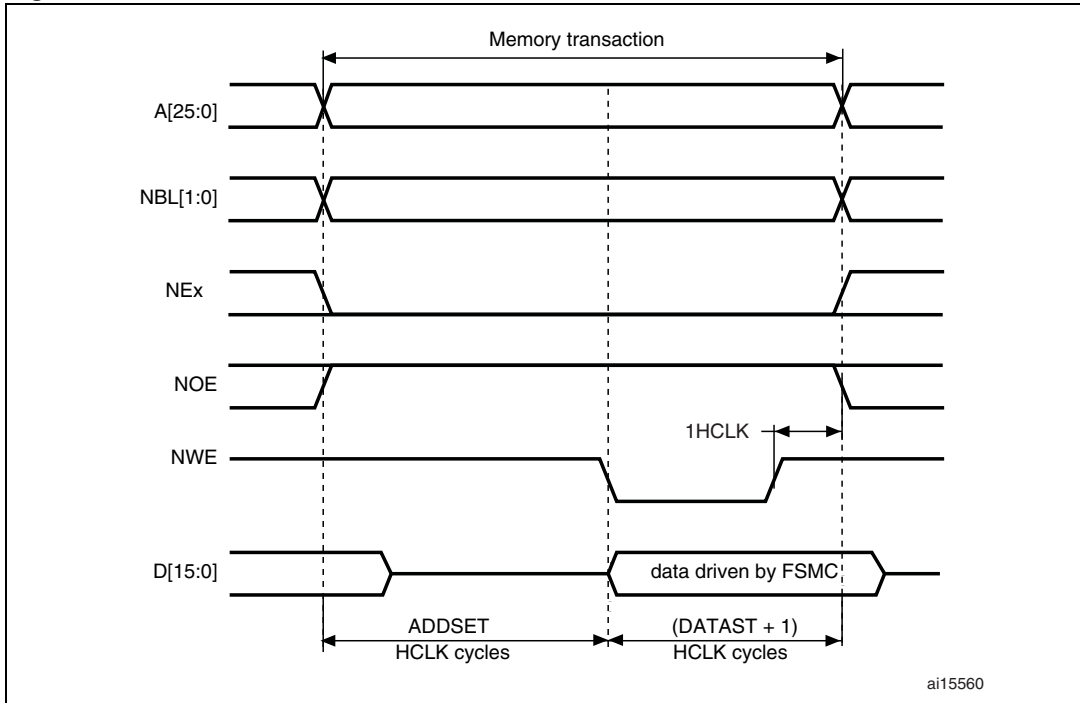 Memory transaction
A[25:0]
NBL[1:0]
NEx
NOE
1HCLK
NWE
D[15:0]
data driven by FSMC
ADDSET
HCLK cycles
(DATAST + 1)
HCLK cycles
ai15560